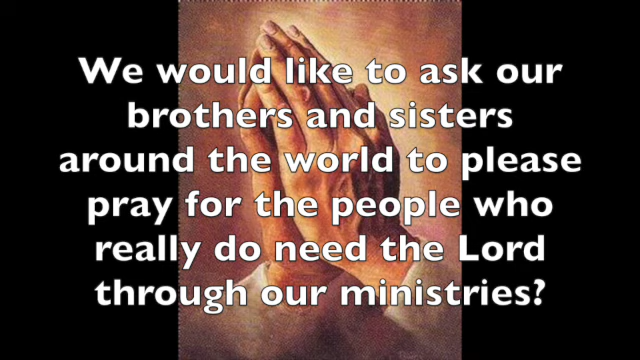 We would like to ask our
brothers and sisters
around the world to please
pray for the people who
really do need the Lord
through our ministries?